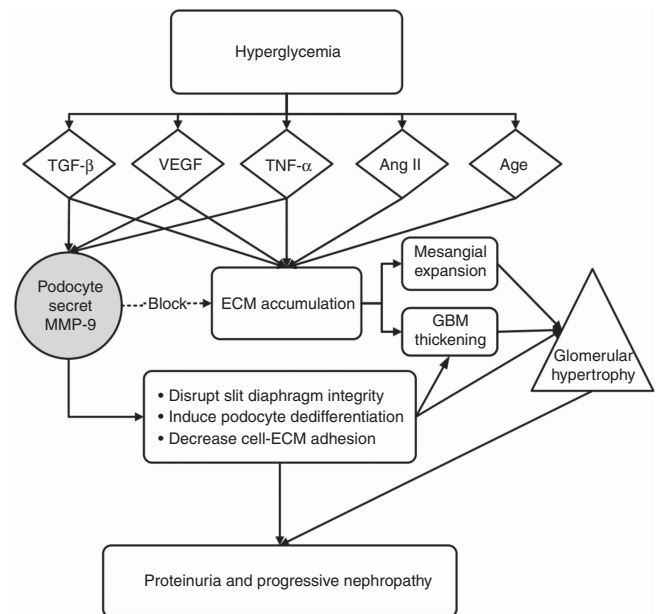 Hyperglycemia
TGF-β
VEGF
TNF-α
Ang II
Age
Podocyte
secret
MMP-9
Block
ECM accumulation
Mesangial
expansion
GBM
thickening
Glomerular
hypertrophy
• Disrupt slit diaphragm integrity
• Induce podocyte dedifferentiation
• Decrease cell-ECM adhesion
Proteinuria and progressive nephropathy